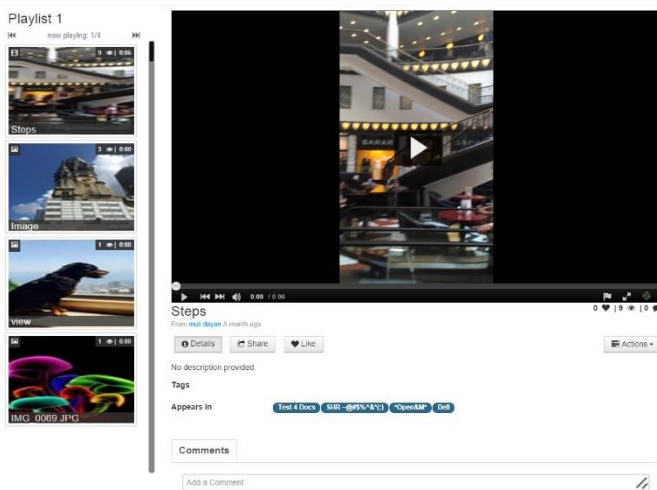 Playlist 1
now playing: 1/4
9 | 0:06
Steps
3 | 0:00
Image
1 | 0:00
view
1 | 0:00
IMG_0069.JPG
0:00 / 0:06
Steps
0 | 9 | 0
From muli dayan A month ago
Details Share Like Actions
No description provided
Tags
Appears In Test 4 Docs SHR ~@#$%^&*(:) *Open&M* Dell
Comments
Add a Comment